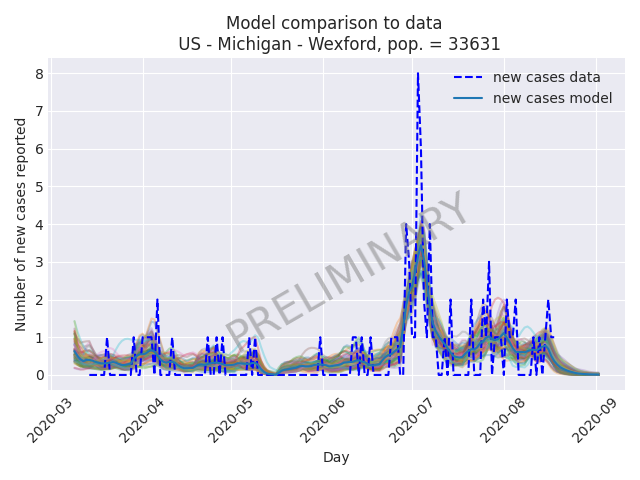 Model comparison to data
US - Michigan - Wexford, pop. = 33631
new cases data
new cases model
PRELIMINARY
Number of new cases reported
8
7
6
5
4
3
2
1
0
2020-03
2020-04
2020-05
2020-06
2020-07
2020-08
2020-09
Day